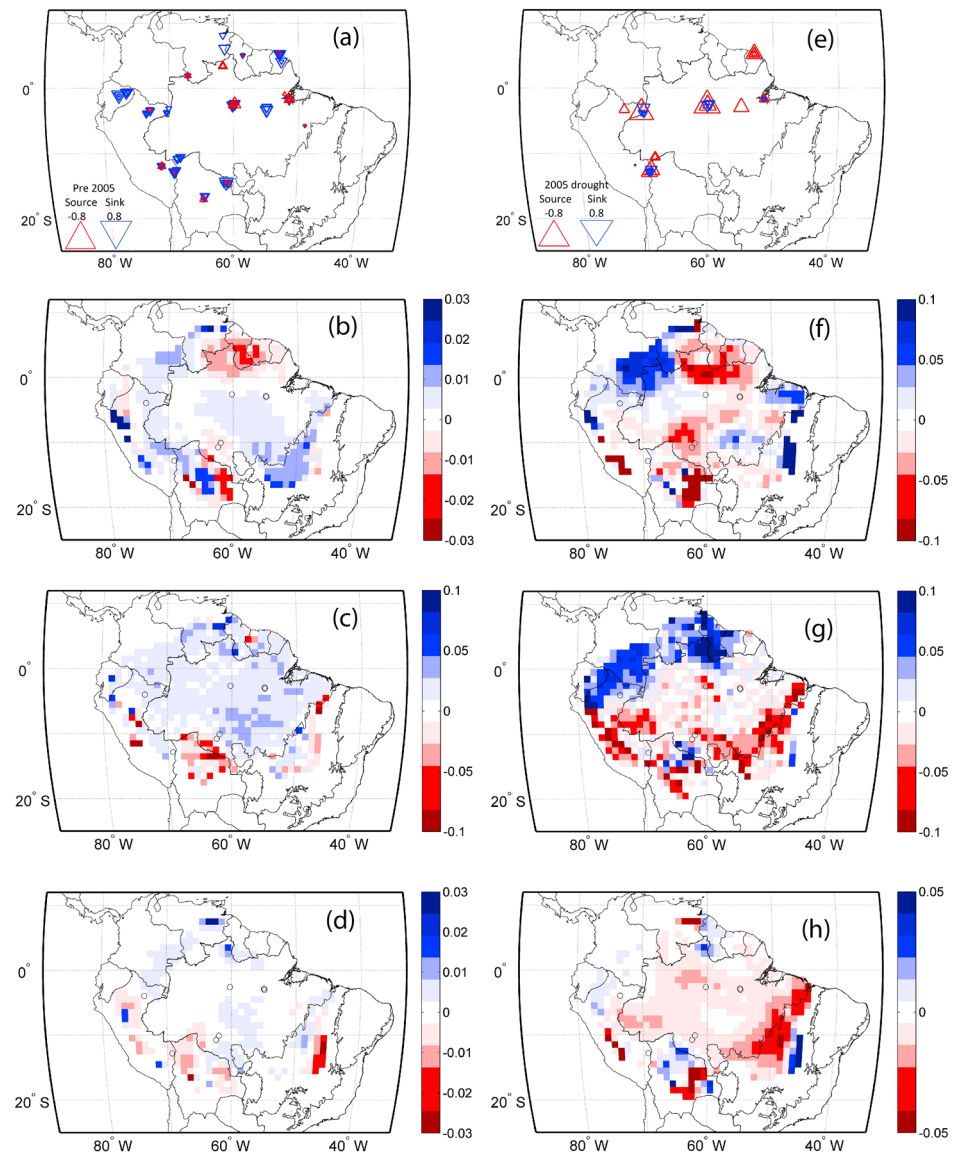 (a)
0°
Pre 2005
Source Sink
-0.8 0.8
20° S
80° W 60° W 40° W
(e)
0°
2005 drought
Source Sink
-0.8 0.8
20° S
80° W 60° W 40° W
(b)
0°
20° S
80° W 60° W 40° W
0.03
0.02
0.01
0
-0.01
-0.02
-0.03
(f)
0°
20° S
80° W 60° W 40° W
0.1
0.05
0
-0.05
-0.1
(c)
0°
20° S
80° W 60° W 40° W
0.1
0.05
0
-0.05
-0.1
(g)
0°
20° S
80° W 60° W 40° W
0.1
0.05
0
-0.05
-0.1
(d)
0°
20° S
80° W 60° W 40° W
0.03
0.02
0.01
0
-0.01
-0.02
-0.03
(h)
0°
20° S
80° W 60° W 40° W
0.05
0
-0.05